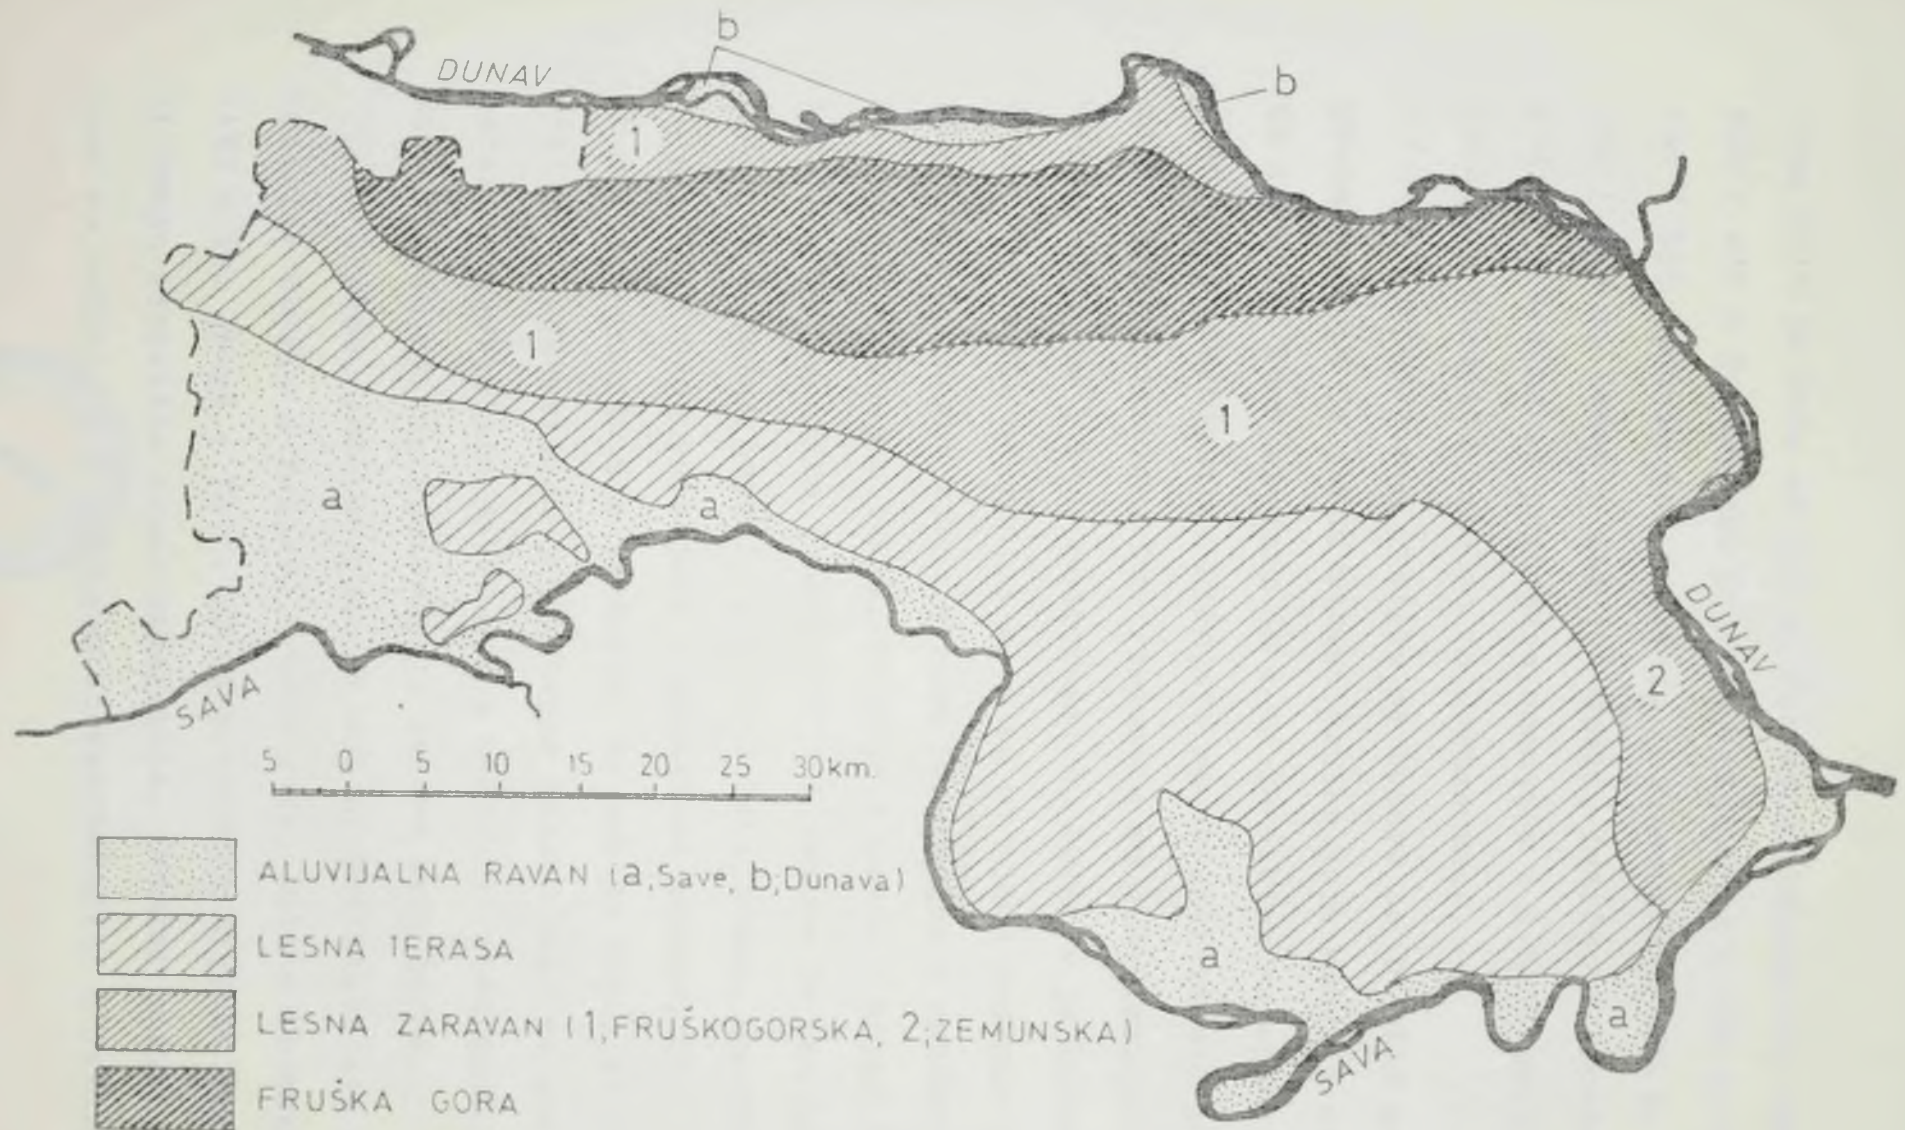 b
DUNAV
b
1
1
1
a
a
2
DUNAV
SAVA
5 0 5 10 15 20 25 30km.
ALUVIJALNA RAVAN (a,Save, b;Dunava)
LESNA TERASA
a
a
LESNA ZARAVAN (1,FRUŠKOGORSKA, 2;ZEMUNSKA)
SAVA
FRUŠKA GORA